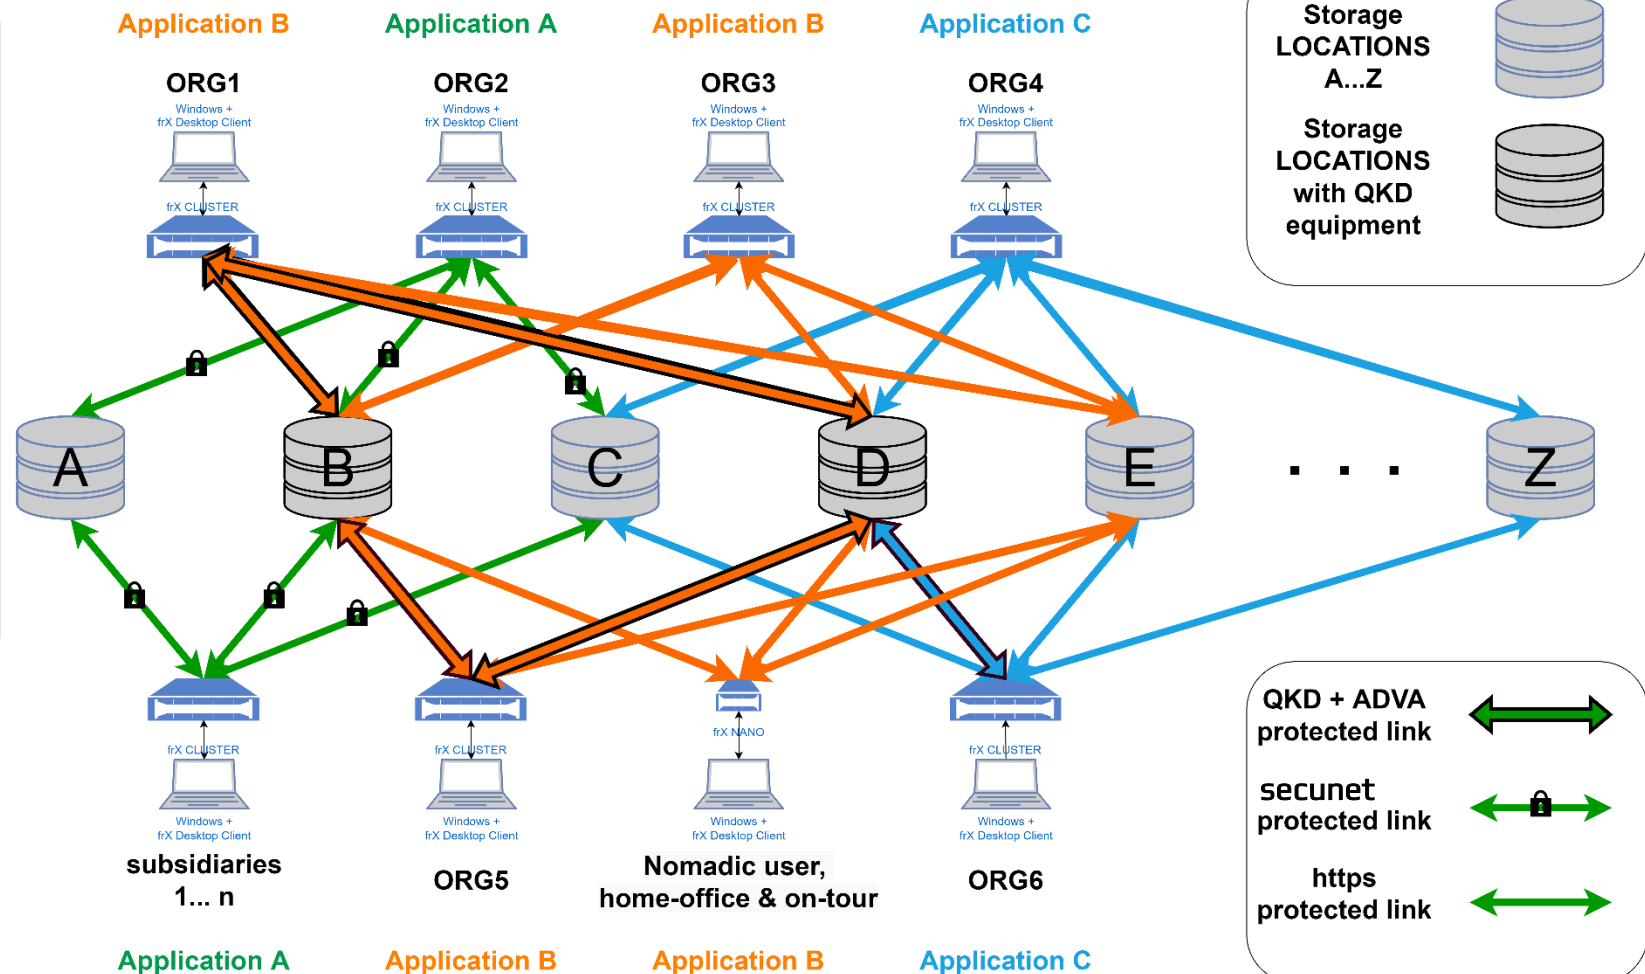 Application B
Application A
Application B
Application C
Storage
LOCATIONS
A...Z
ORG1
ORG2
ORG3
ORG4
Windows +
frX Desktop Client
Windows +
frX Desktop Client
Windows +
frX Desktop Client
Windows +
frX Desktop Client
Storage
LOCATIONS
with QKD
equipment
frX CLUSTER
frX CLUSTER
frX CLUSTER
frX CLUSTER
A
B
C
D
E
. . .
Z
QKD + ADVA
protected link
secunet
protected link
https
protected link
frX CLUSTER
frX CLUSTER
frX NANO
frX CLUSTER
Windows +
frX Desktop Client
Windows +
frX Desktop Client
Windows +
frX Desktop Client
Windows +
frX Desktop Client
subsidiaries
1... n
ORG5
Nomadic user,
home-office & on-tour
ORG6
Application A
Application B
Application B
Application C